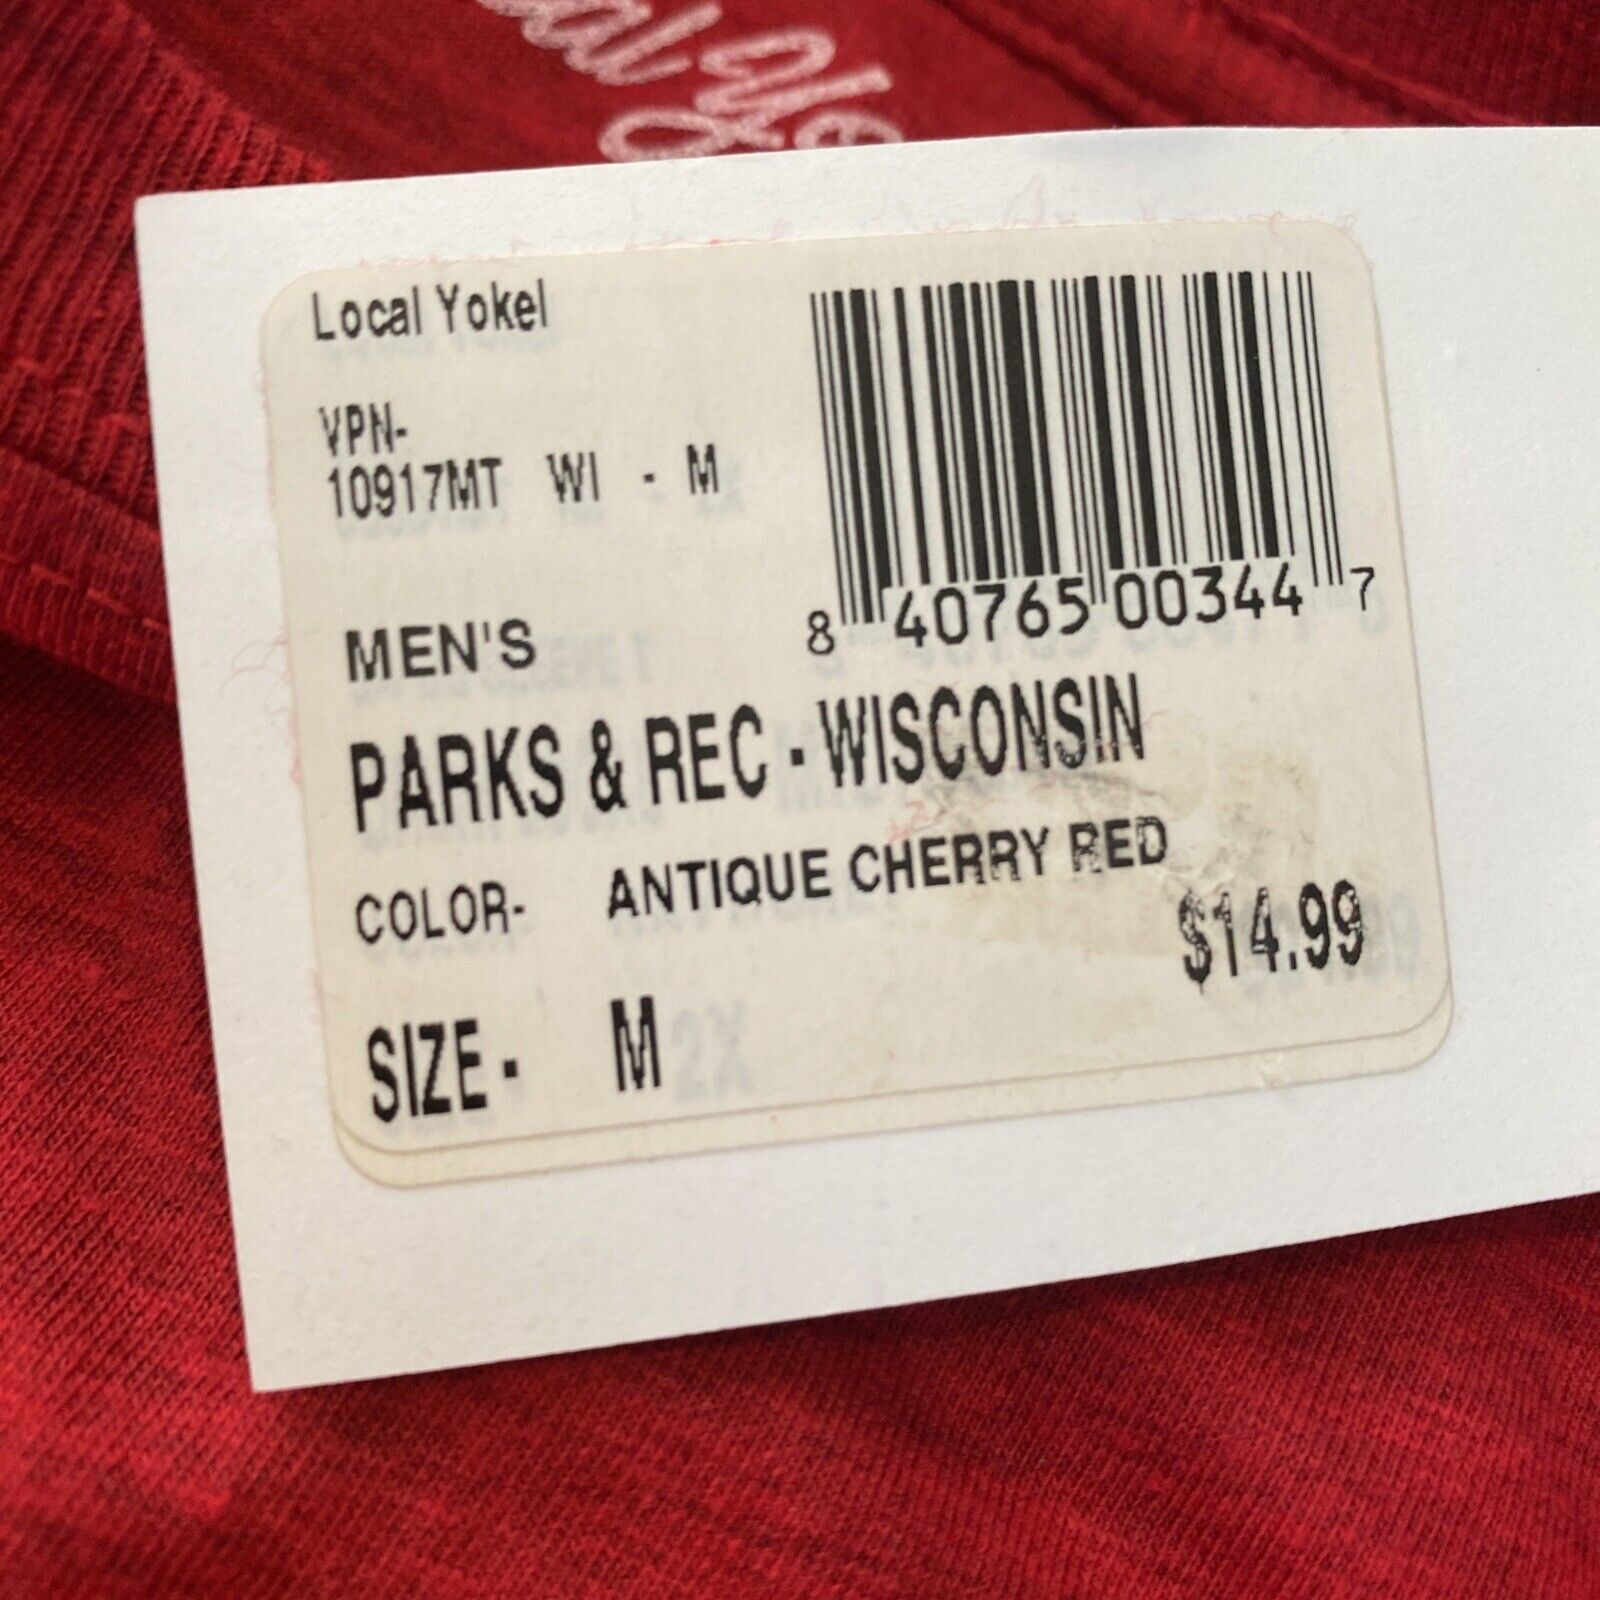 Local Yokel
VPN-
10917MT WI - M
8 40765 00344 7
MEN'S
PARKS & REC - WISCONSIN
COLOR- ANTIQUE CHERRY RED
$14.99
SIZE - M 2X